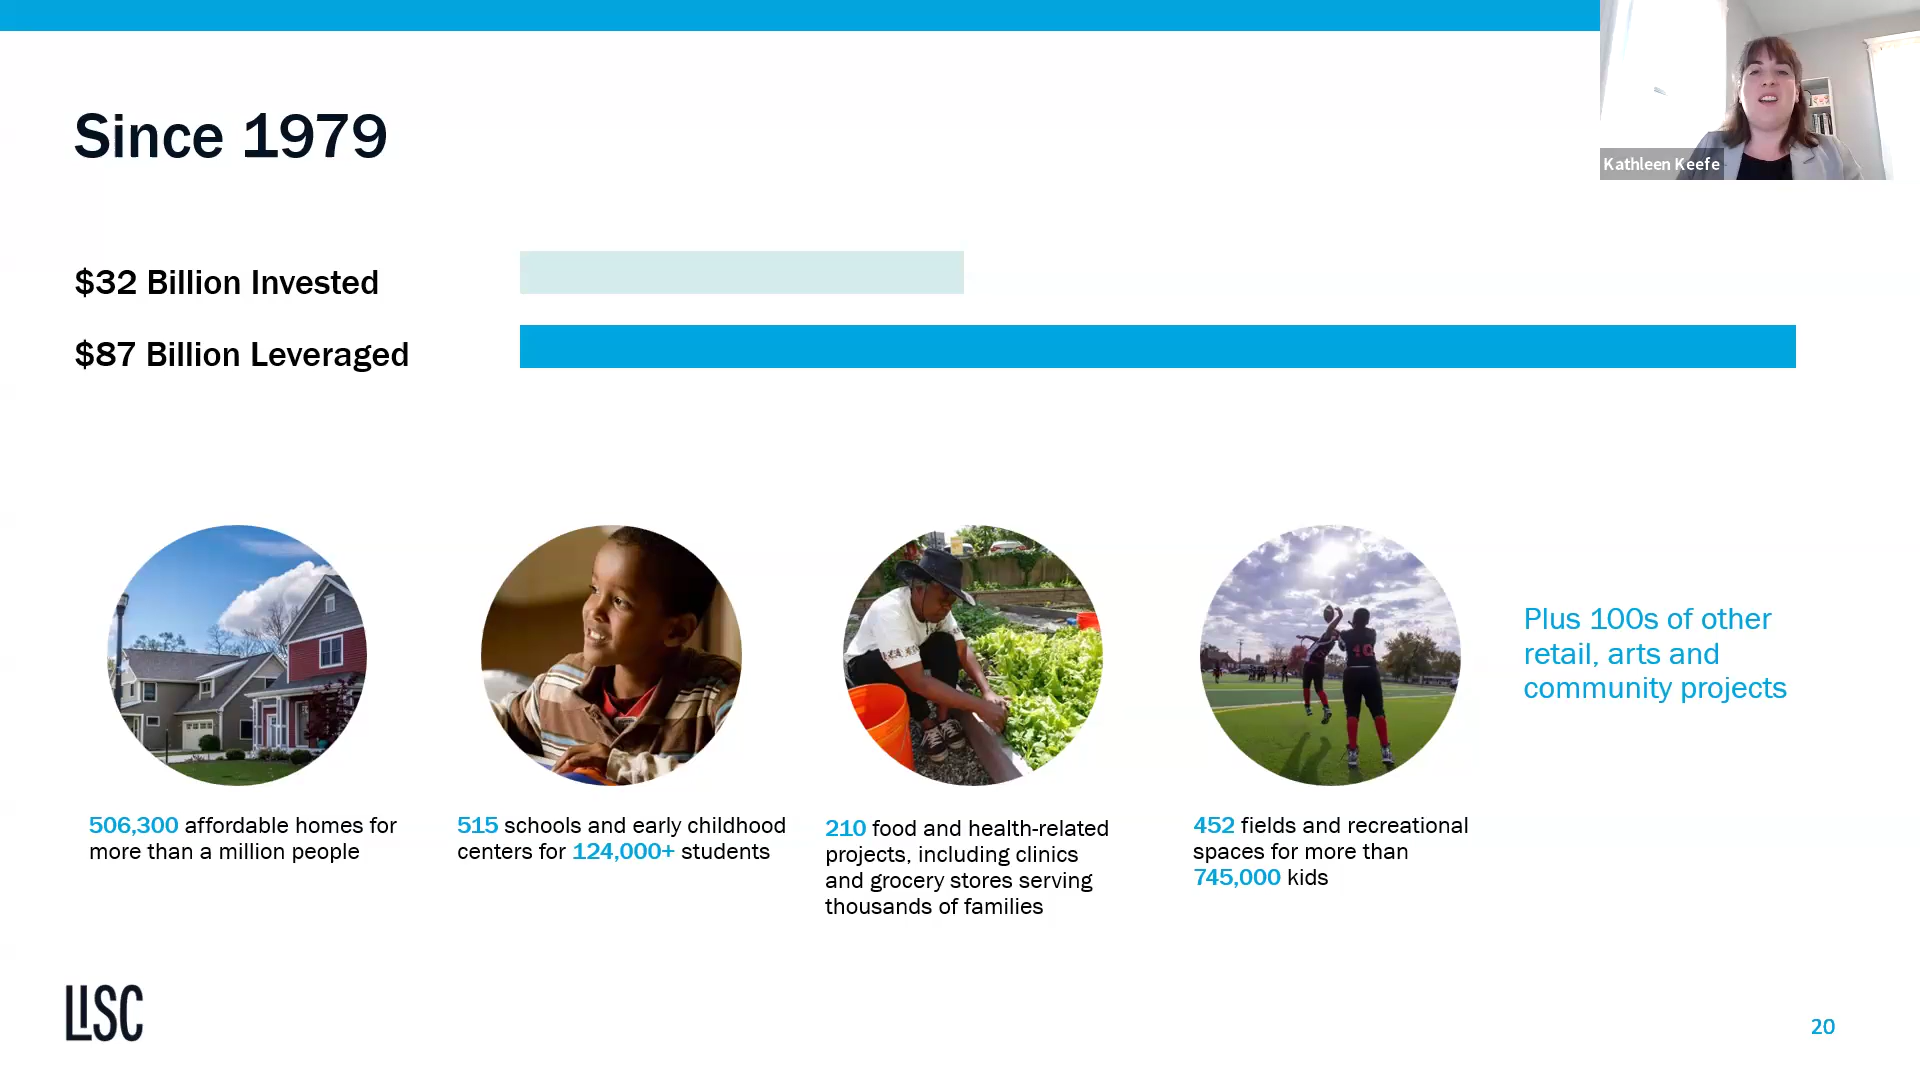 Since 1979
Kathleen Keefe
$32 Billion Invested
$87 Billion Leveraged
Plus 100s of other
retail, arts and
community projects
506,300 affordable homes for
more than a million people
515 schools and early childhood
centers for 124,000+ students
210 food and health-related
projects, including clinics
and grocery stores serving
thousands of families
452 fields and recreational
spaces for more than
745,000 kids
LISC
20